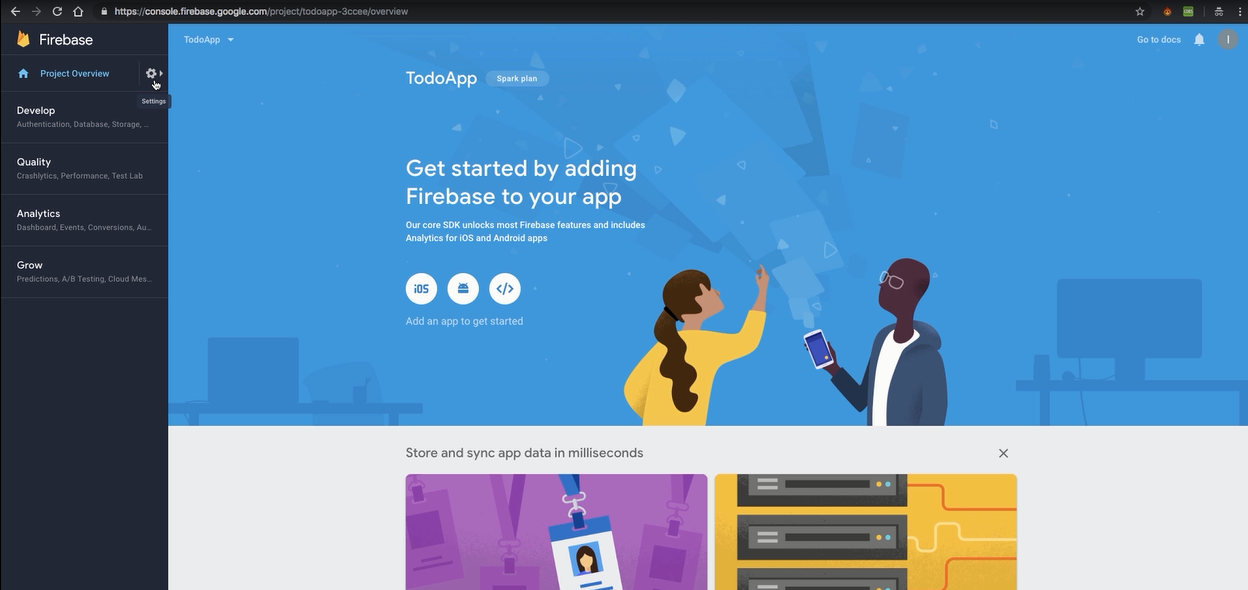 https://console.firebase.google.com/project/todoapp-3ccee/overview
Firebase
Project Overview
Settings
Develop
Authentication, Database, Storage, ...
Quality
Crashlytics, Performance, Test Lab
Analytics
Dashboard, Events, Conversions, Au...
Grow
Predictions, A/B Testing, Cloud Mes...
TodoApp
Go to docs
I
TodoApp
Spark plan
Get started by adding
Firebase to your app
Our core SDK unlocks most Firebase features and includes
Analytics for iOS and Android apps
iOS
</>
Add an app to get started
Store and sync app data in milliseconds